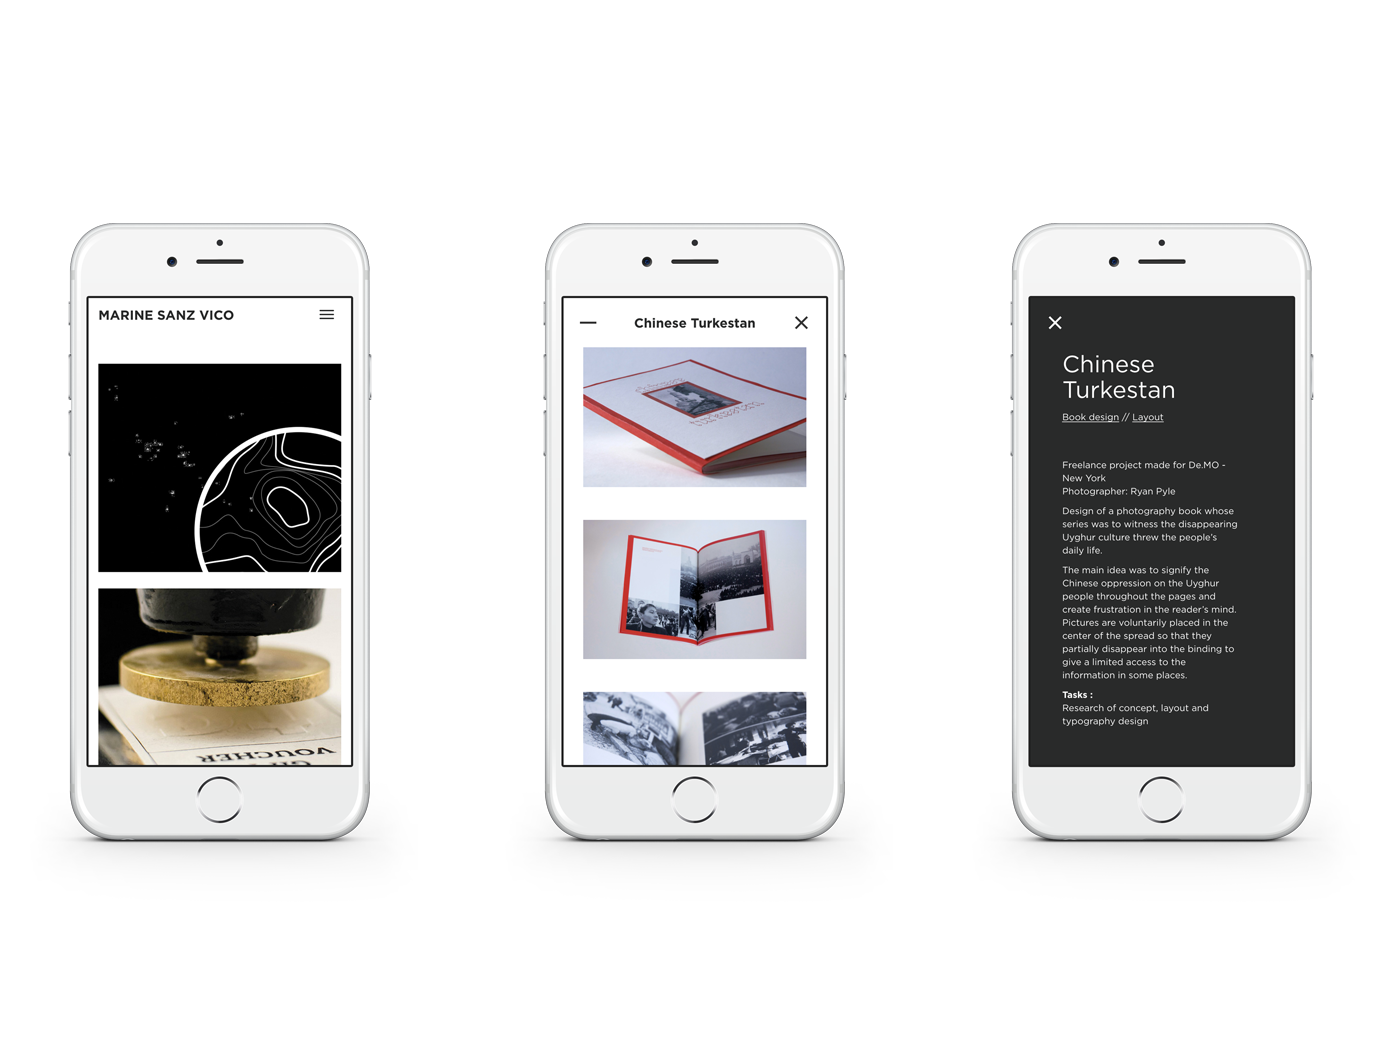 MARINE SANZ VICO
VOUCHER
Chinese Turkestan
Chinese
Turkestan
Book design // Layout
Freelance project made for De.MO -
New York
Photographer: Ryan Pyle
Design of a photography book whose
series was to witness the disappearing
Uyghur culture threw the people's
daily life.
The main idea was to signify the
Chinese oppression on the Uyghur
people throughout the pages and
create frustration in the reader's mind.
Pictures are voluntarily placed in the
center of the spread so that they
partially disappear into the binding to
give a limited access to the
information in some places.
Tasks :
Research of concept, layout and
typography design